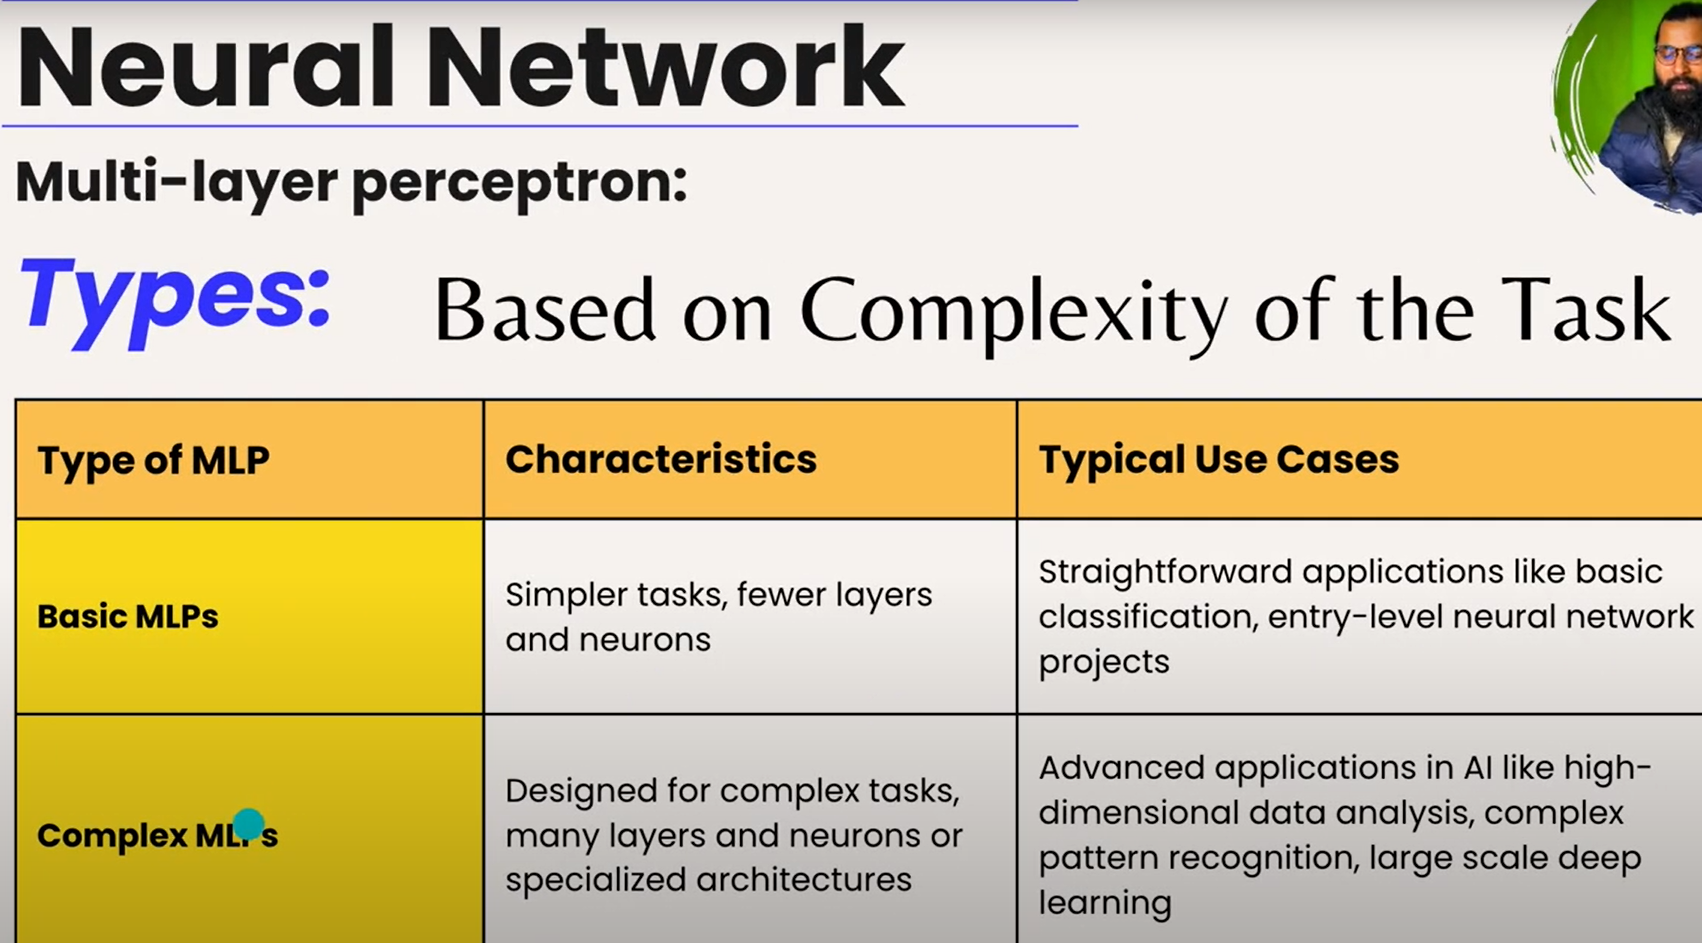 Neural Network
Multi-layer perceptron:
Types: Based on Complexity of the Task
Type of MLP
Characteristics
Typical Use Cases
Basic MLPs
Simpler tasks, fewer layers
and neurons
Straightforward applications like basic
classification, entry-level neural network
projects
Complex MLPs
Designed for complex tasks,
many layers and neurons or
specialized architectures
Advanced applications in AI like high-
dimensional data analysis, complex
pattern recognition, large scale deep
learning